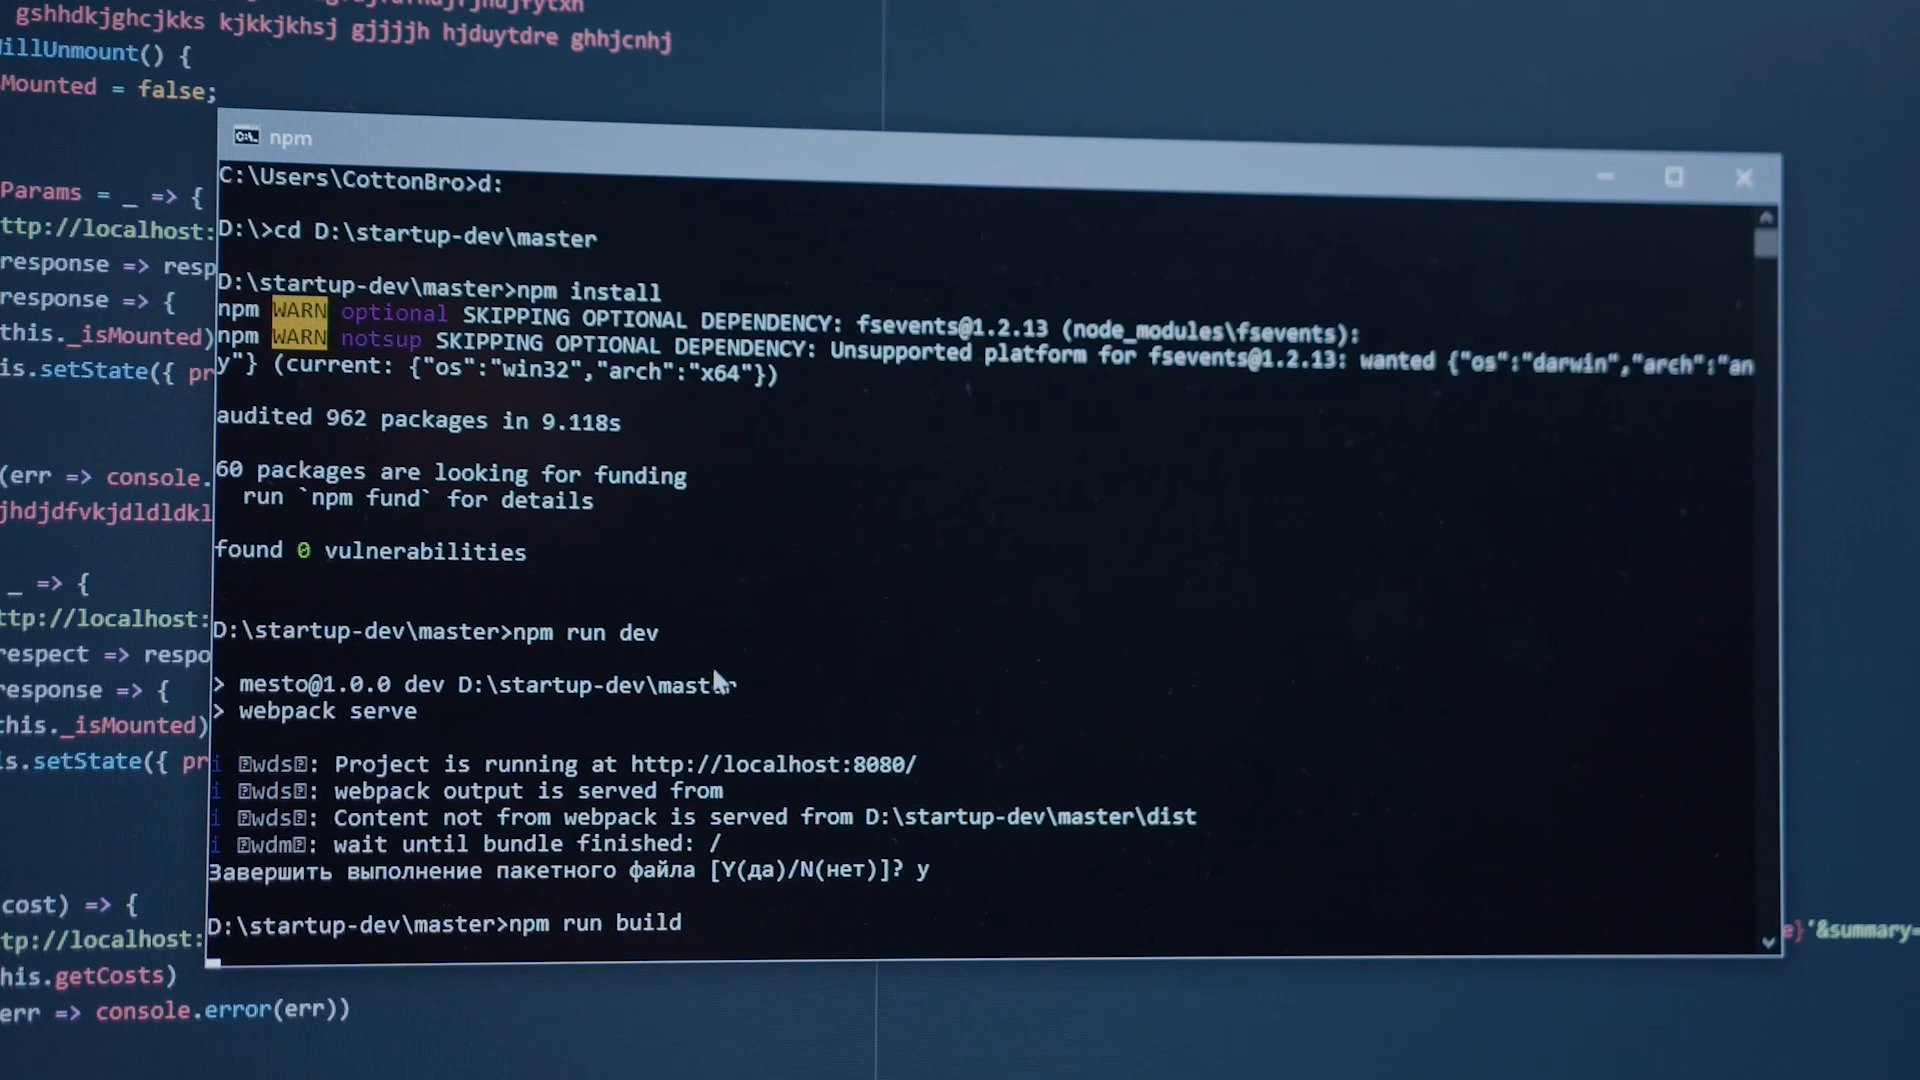 gshhdkjghcjkks kjkkjkhsj gjjjjh hjduytdre ghhjcnhj
illUnmount() {
Mounted = false;
Params = _ => {
ttp://localhost:
response => resp
response => {
this._isMounted)
is.setState({ pr
(err => console.
jhdjdfvkjdldldkl
_ => {
ttp://localhost:
respect => respo
response => {
this._isMounted)
is.setState({ pr
cost) => {
tp://localhost:
his.getCosts)
err => console.error(err))
npm
C:\Users\CottonBro>d:
D:\>cd D:\startup-dev\master
D:\startup-dev\master>npm install
npm WARN optional SKIPPING OPTIONAL DEPENDENCY: fsevents@1.2.13 (node_modules\fsevents):
npm WARN notsup SKIPPING OPTIONAL DEPENDENCY: Unsupported platform for fsevents@1.2.13: wanted {"os":"darwin","arch":"an
y"} (current: {"os":"win32","arch":"x64"})
audited 962 packages in 9.118s
60 packages are looking for funding
run `npm fund` for details
found 0 vulnerabilities
D:\startup-dev\master>npm run dev
> mesto@1.0.0 dev D:\startup-dev\master
> webpack serve
i ｢wds｣: Project is running at http://localhost:8080/
i ｢wds｣: webpack output is served from
i ｢wds｣: Content not from webpack is served from D:\startup-dev\master\dist
i ｢wdm｣: wait until bundle finished: /
Завершить выполнение пакетного файла [Y(да)/N(нет)]? y
D:\startup-dev\master>npm run build
}'&summary=